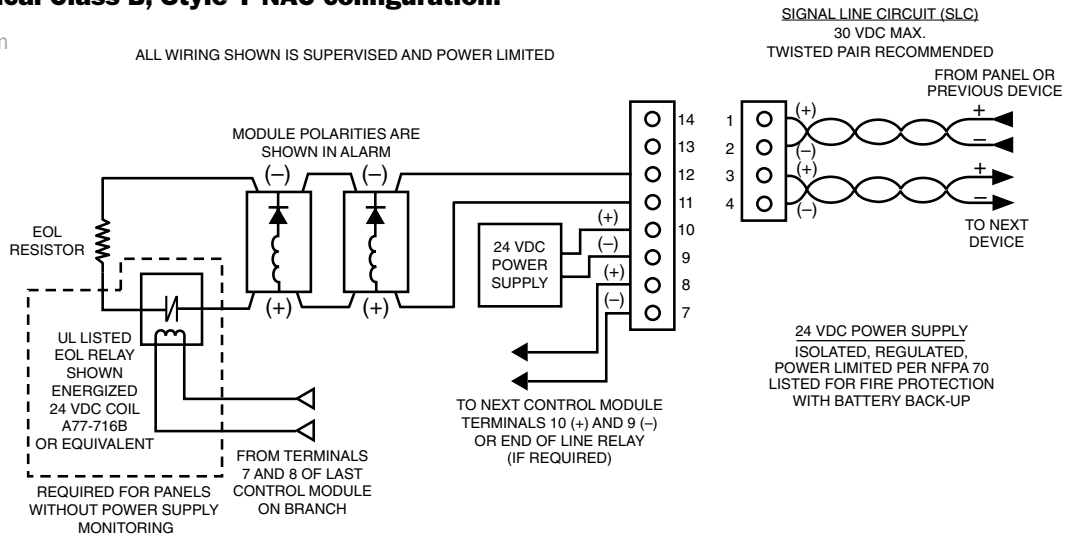 ical Class B, Style Y NAC configuration:
m
ALL WIRING SHOWN IS SUPERVISED AND POWER LIMITED
SIGNAL LINE CIRCUIT (SLC)
30 VDC MAX.
TWISTED PAIR RECOMMENDED
FROM PANEL OR
PREVIOUS DEVICE
MODULE POLARITIES ARE
SHOWN IN ALARM
(–)
(–)
(+)
(+)
EOL
RESISTOR
14
13
12
11
10
9
8
7
24 VDC
POWER
SUPPLY
(+)
(–)
(+)
(–)
1
2
3
4
(+)
(–)
(+)
(–)
+
–
+
–
TO NEXT
DEVICE
UL LISTED
EOL RELAY
SHOWN
ENERGIZED
24 VDC COIL
A77-716B
OR EQUIVALENT
REQUIRED FOR PANELS
WITHOUT POWER SUPPLY
MONITORING
FROM TERMINALS
7 AND 8 OF LAST
CONTROL MODULE
ON BRANCH
TO NEXT CONTROL MODULE
TERMINALS 10 (+) AND 9 (–)
OR END OF LINE RELAY
(IF REQUIRED)
24 VDC POWER SUPPLY
ISOLATED, REGULATED,
POWER LIMITED PER NFPA 70
LISTED FOR FIRE PROTECTION
WITH BATTERY BACK-UP